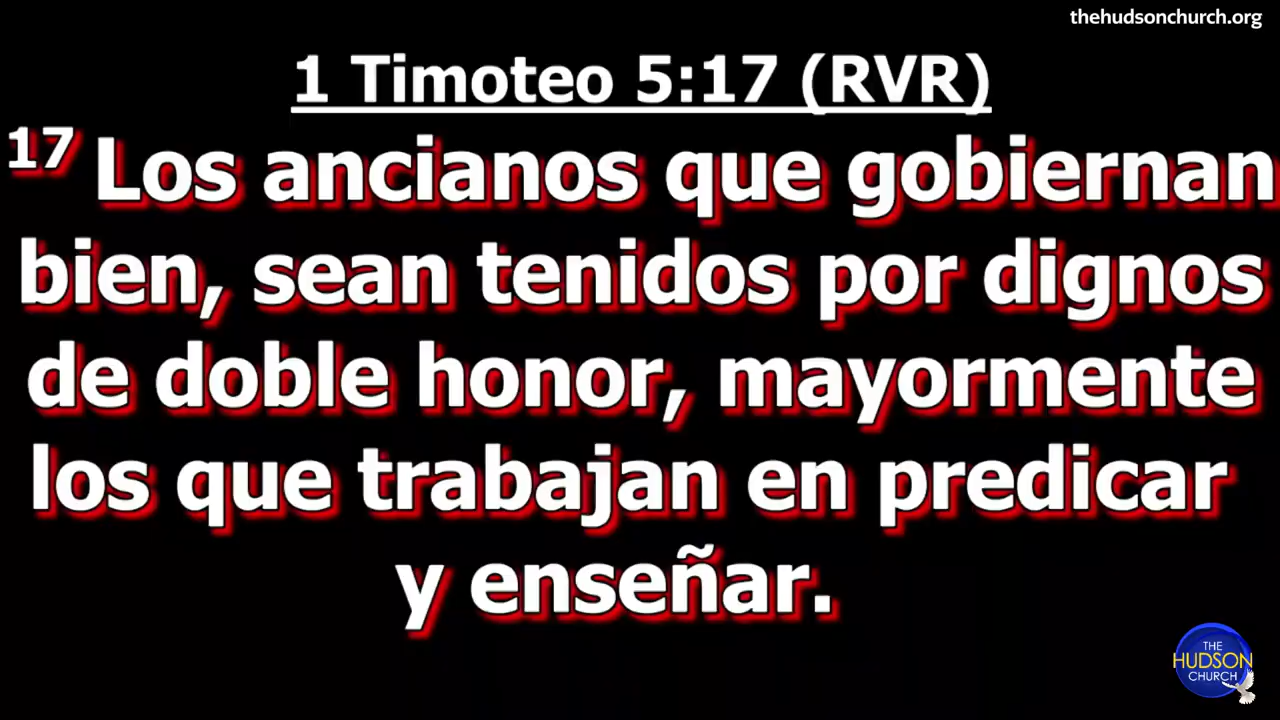 thehudsonchurch.org
1 Timoteo 5:17 (RVR)
17 Los ancianos que gobiernan
bien, sean tenidos por dignos
de doble honor, mayormente
los que trabajan en predicar
y enseñar.
THE
HUDSON
CHURCH